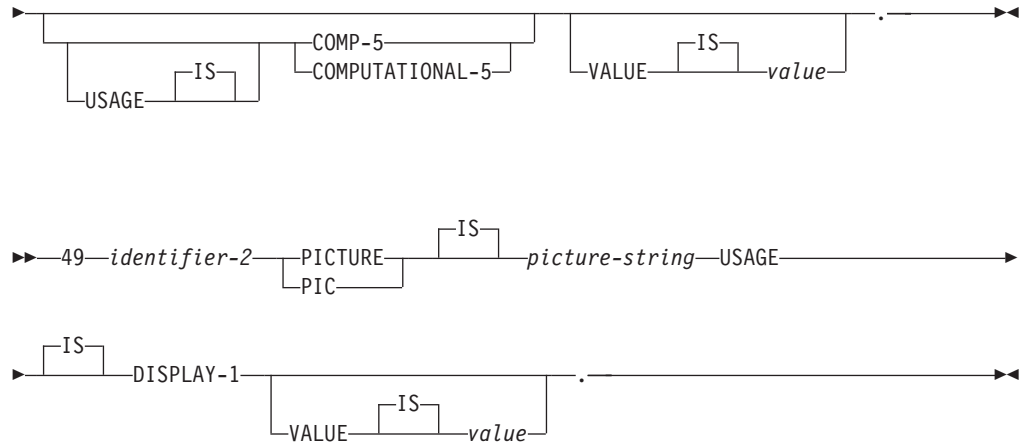 COMP-5 IS .
IS COMPUTATIONAL-5 VALUE value
USAGE
IS
49 identifier-2 PICTURE picture-string USAGE
PIC
IS
DISPLAY-1 .
IS
VALUE value